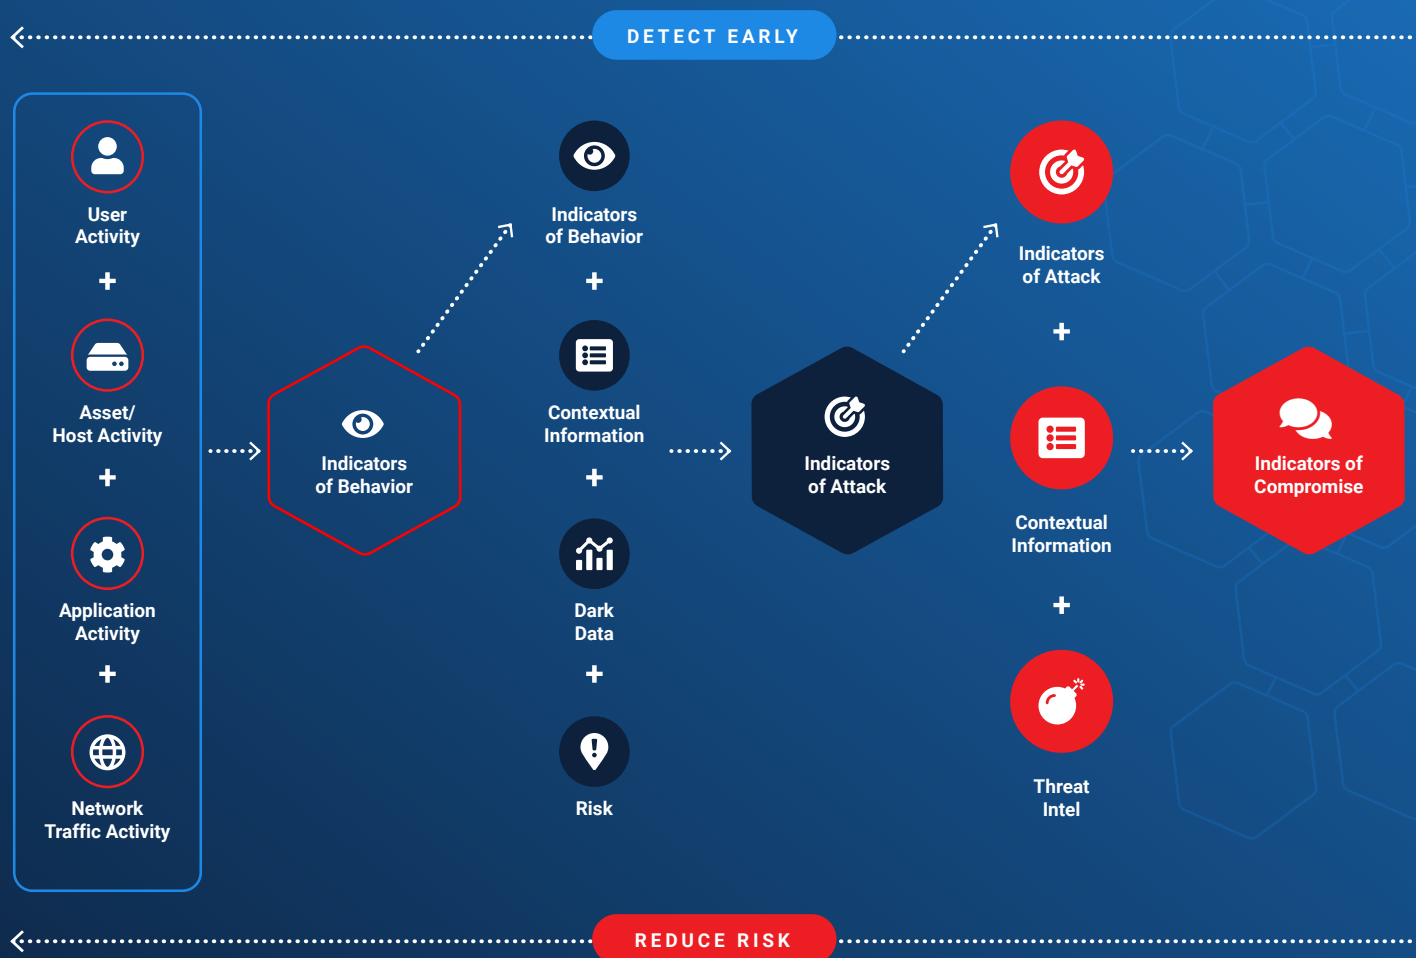 DETECT EARLY
User
Activity
+
Asset/
Host Activity
+
Application
Activity
+
Network
Traffic Activity
Indicators
of Behavior
Indicators
of Behavior
+
Contextual
Information
+
Dark
Data
+
Risk
Indicators
of Attack
Indicators
of Attack
+
Contextual
Information
+
Threat
Intel
Indicators of
Compromise
REDUCE RISK